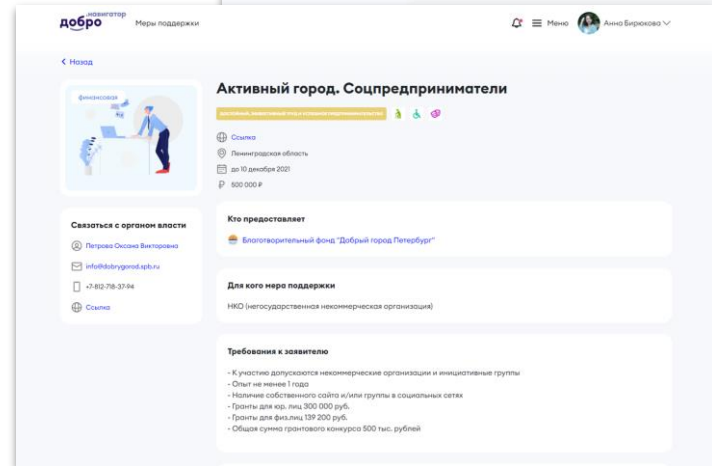 .навигатор
добро
Меры поддержки
Меню
Анна Бирюкова
Назад
финансовая
Активный город. Соцпредприниматели
Ссылка
Ленинградская область
до 10 декабря 2021
500 000 ₽
Связаться с органом власти
Петрова Оксана Викторовна
info@dobrygorod.spb.ru
+7-812-718-37-94
Ссылка
Кто предоставляет
Благотворительный фонд "Добрый город Петербург"
Для кого мера поддержки
НКО (негосударственная некоммерческая организация)
Требования к заявителю
- К участию допускаются некоммерческие организации и инициативные группы
- Опыт не менее 1 года
- Наличие собственного сайта и/или группы в социальных сетях
- Гранты для юр. лиц 300 000 руб.
- Гранты для физ.лиц 139 200 руб.
- Общая сумма грантового конкурса 500 тыс. рублей